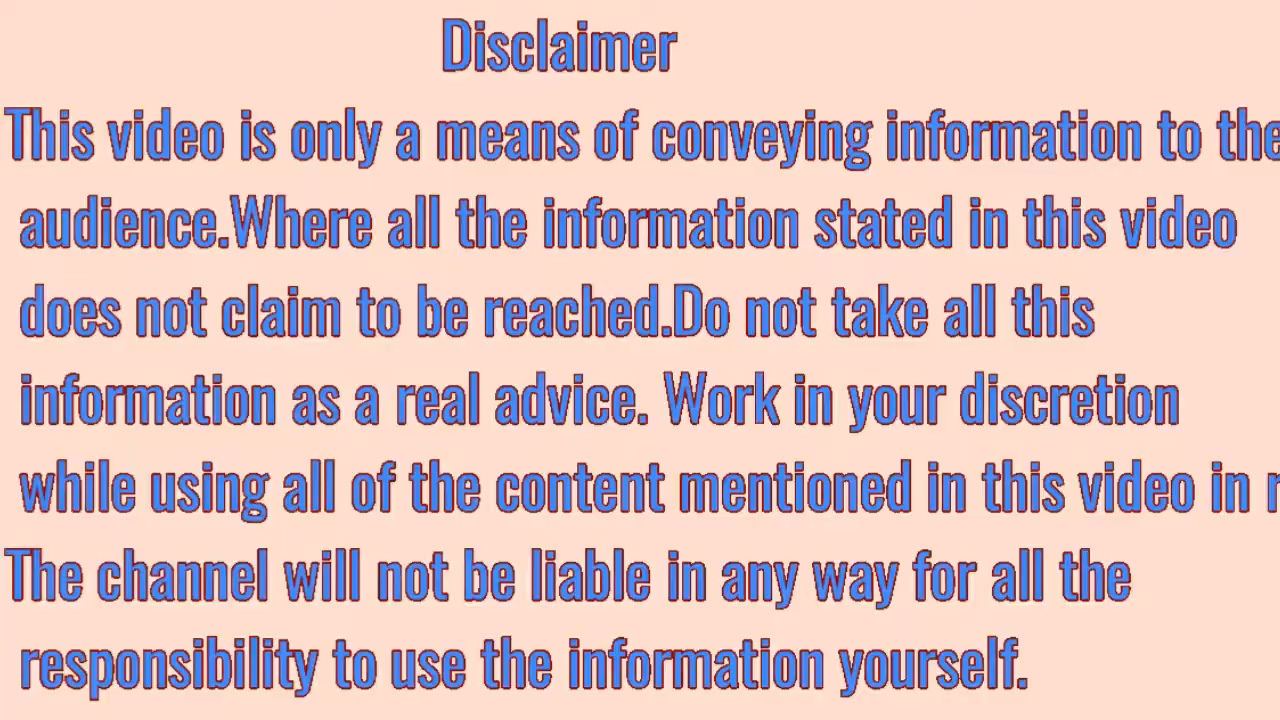 Disclaimer
This video is only a means of conveying information to the
audience.Where all the information stated in this video
does not claim to be reached.Do not take all this
information as a real advice. Work in your discretion
while using all of the content mentioned in this video in
The channel will not be liable in any way for all the
responsibility to use the information yourself.